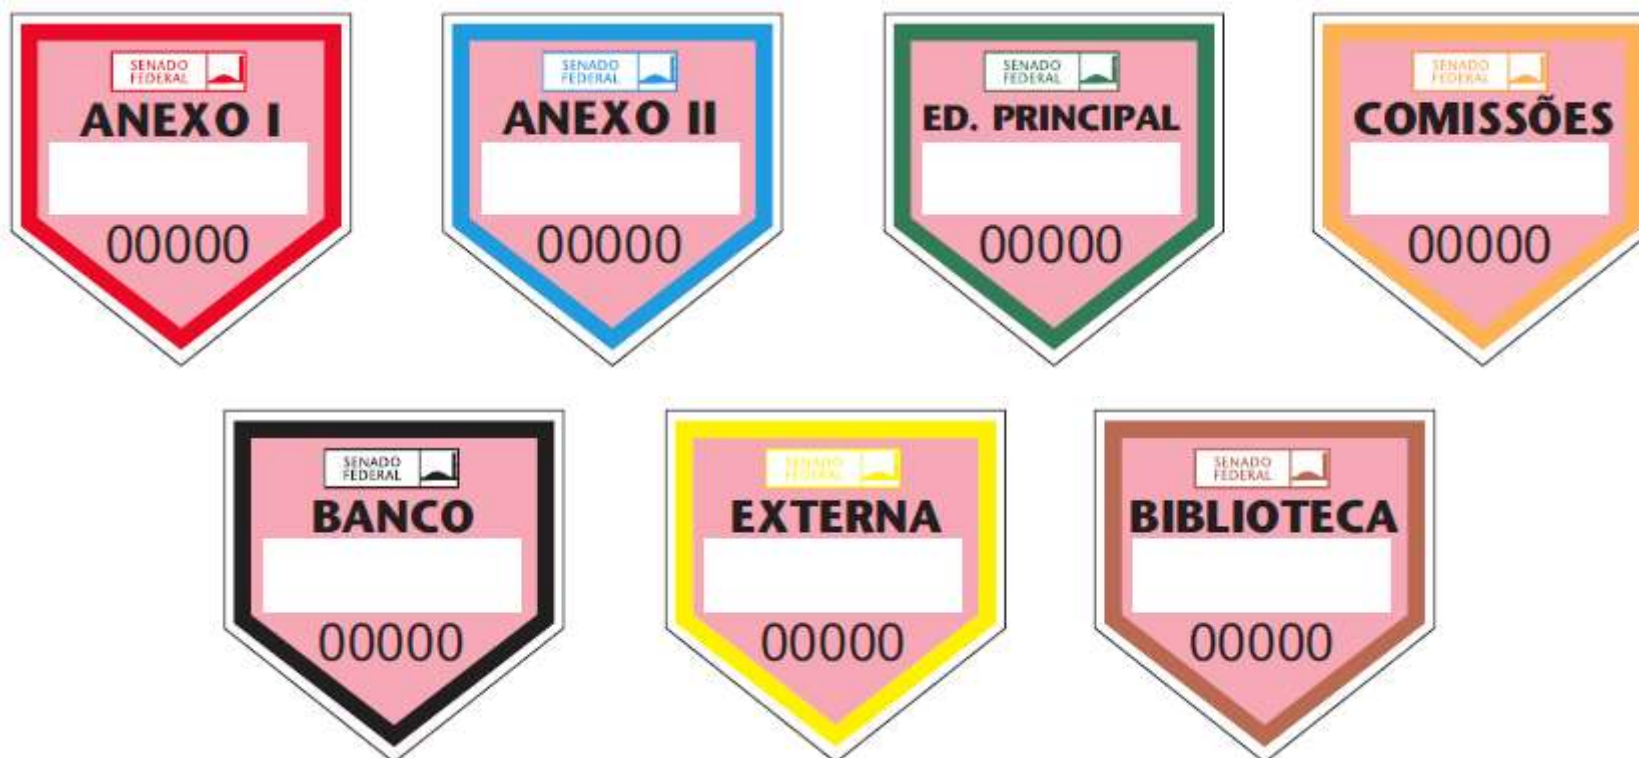 SENADO
FEDERAL
ANEXO I
00000
SENADO
FEDERAL
ANEXO II
00000
SENADO
FEDERAL
ED. PRINCIPAL
00000
SENADO
FEDERAL
COMISSÕES
00000
SENADO
FEDERAL
BANCO
00000
SENADO
FEDERAL
EXTERNA
00000
SENADO
FEDERAL
BIBLIOTECA
00000